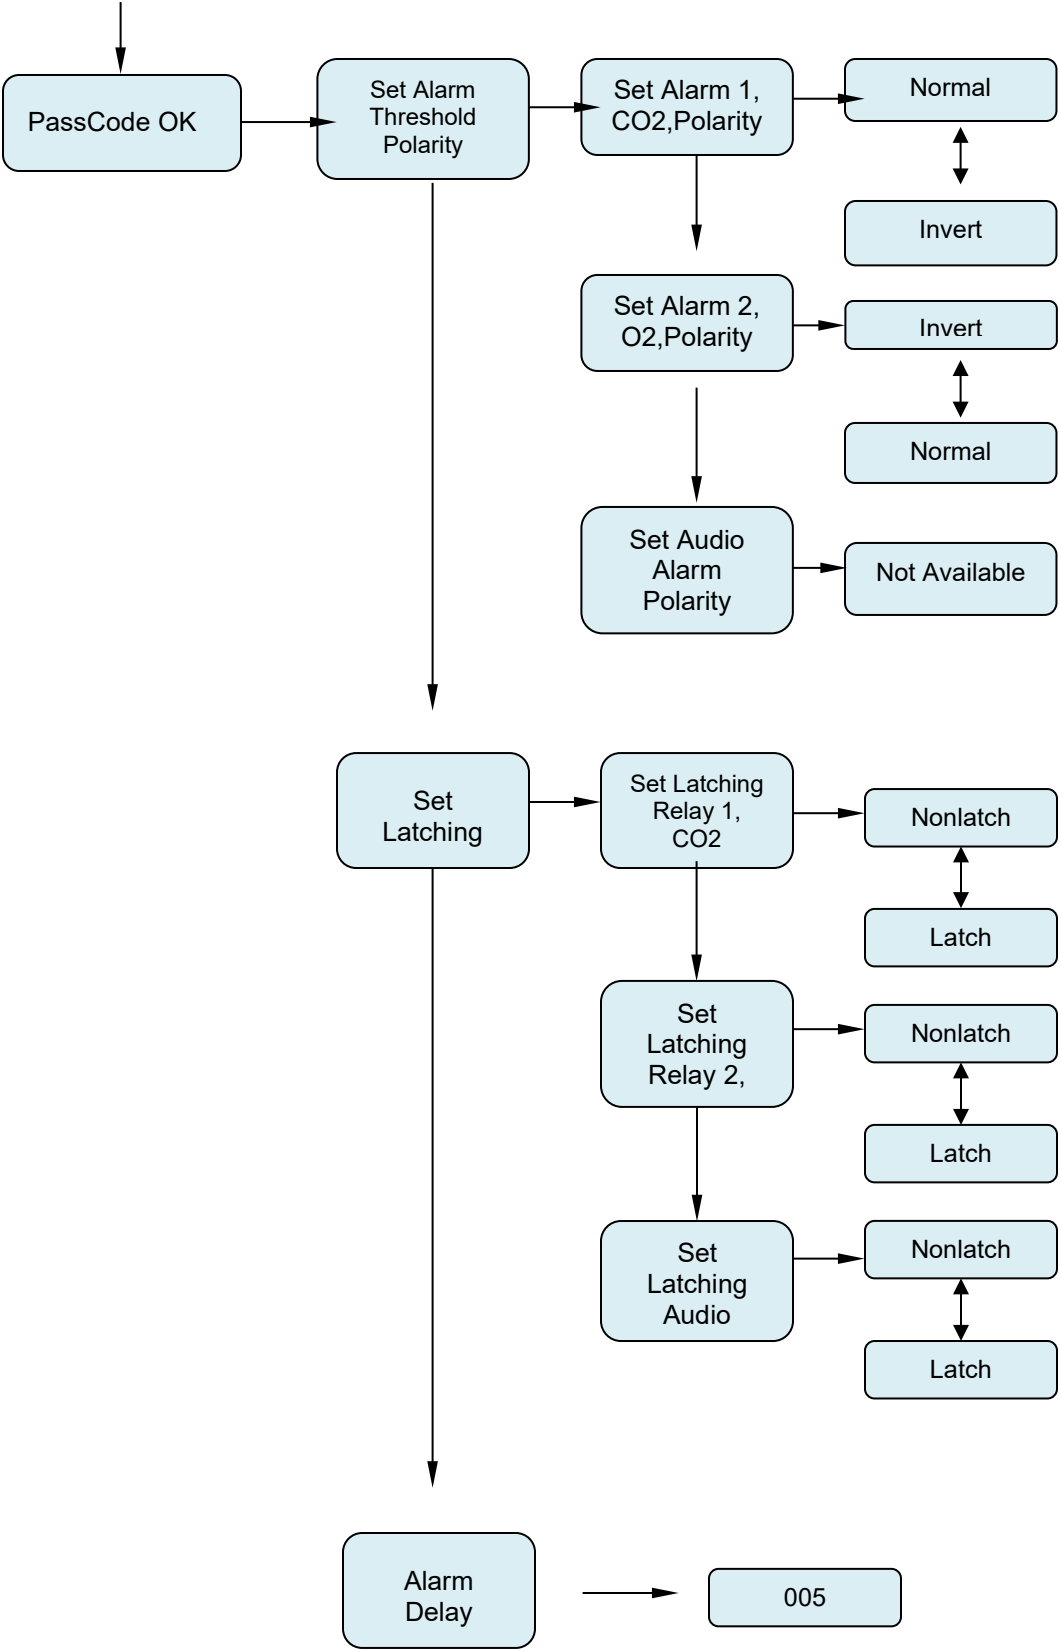 PassCode OK
Set Alarm
Threshold
Polarity
Set Alarm 1,
CO2,Polarity
Normal
Invert
Set Alarm 2,
O2,Polarity
Invert
Normal
Set Audio
Alarm
Polarity
Not Available
Set
Latching
Set Latching
Relay 1,
CO2
Nonlatch
Latch
Set
Latching
Relay 2,
Nonlatch
Latch
Set
Latching
Audio
Nonlatch
Latch
Alarm
Delay
005